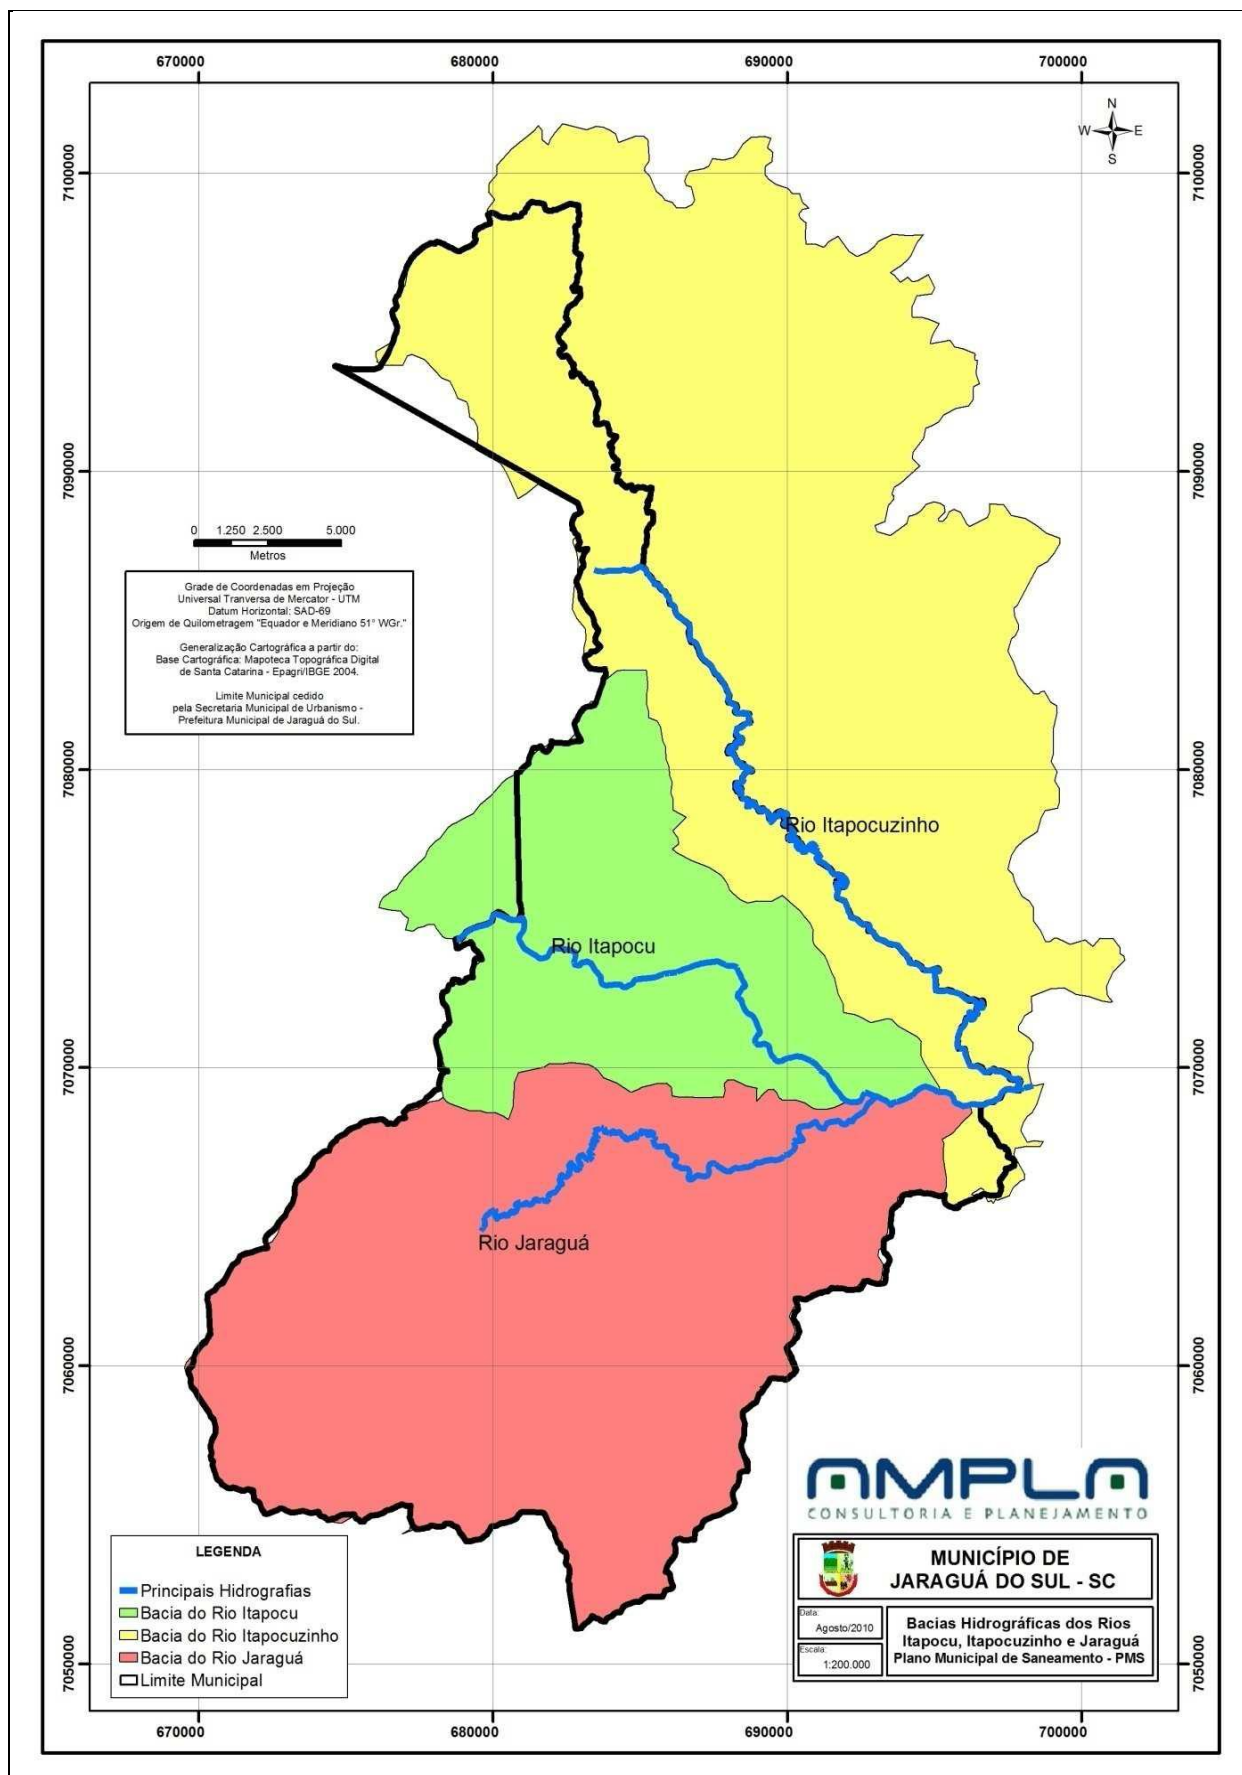 670000 680000 690000 700000
N
W E
S
7100000 7100000
7090000 7090000
0 1.250 2.500 5.000
Metros
Grade de Coordenadas em Projeção
Universal Tranversa de Mercator - UTM
Datum Horizontal: SAD-69
Origem de Quilometragem "Equador e Meridiano 51° WGr."
Generalização Cartográfica a partir do:
Base Cartográfica: Mapoteca Topográfica Digital
de Santa Catarina - Epagri/IBGE 2004.
Limite Municipal cedido
pela Secretaria Municipal de Urbanismo -
Prefeitura Municipal de Jaraguá do Sul.
7080000 7080000
Rio Itapocuzinho
Rio Itapocu
7070000 7070000
Rio Jaraguá
7060000 7060000
AMPLA
CONSULTORIA E PLANEJAMENTO
LEGENDA
Principais Hidrografias
Bacia do Rio Itapocu
Bacia do Rio Itapocuzinho
Bacia do Rio Jaraguá
Limite Municipal
MUNICÍPIO DE
JARAGUÁ DO SUL - SC
Data:
Agosto/2010
Escala:
1:200.000
Bacias Hidrográficas dos Rios
Itapocu, Itapocuzinho e Jaraguá
Plano Municipal de Saneamento - PMS
7050000 7050000
670000 680000 690000 700000